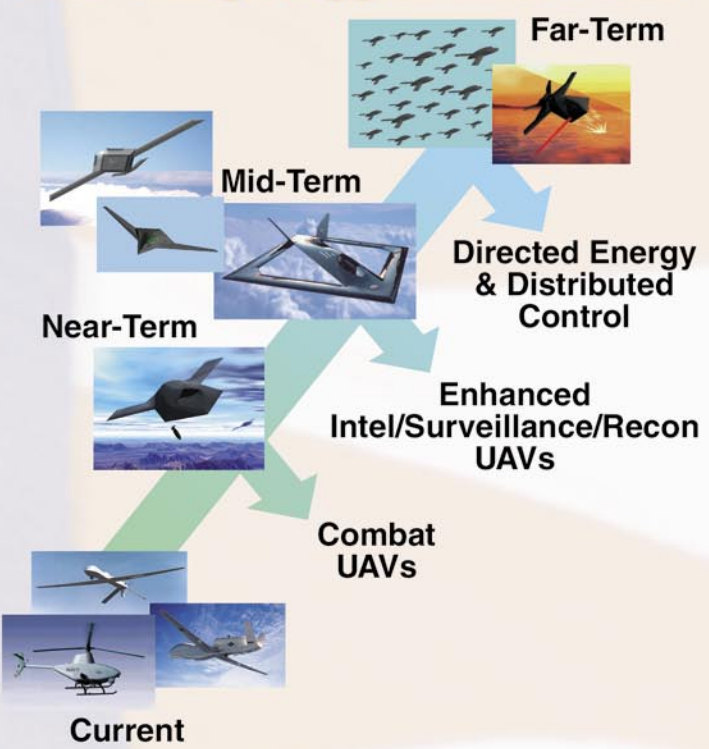 Far-Term
Mid-Term
Directed Energy
& Distributed
Control
Near-Term
Enhanced
Intel/Surveillance/Recon
UAVs
Combat
UAVs
Current